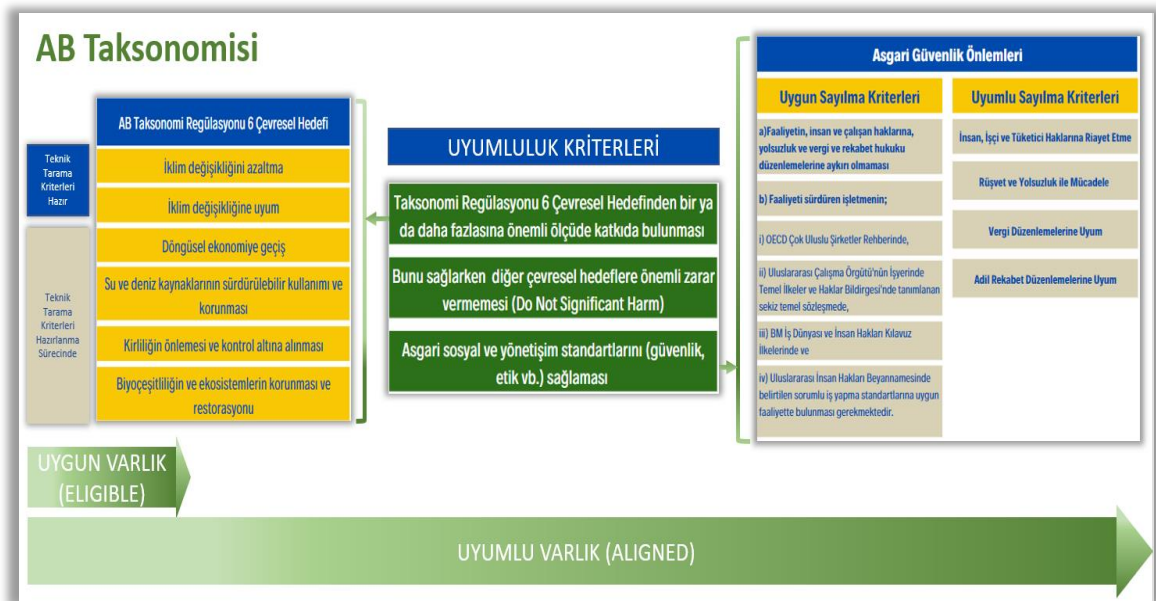 AB Taksonomisi
Teknik
Tarama
Kriterleri
Hazır
Teknik
Tarama
Kriterleri
Hazırlanma
Sürecinde
AB Taksonomi Regülasyonu 6 Çevresel Hedefi
İklim değişikliğini azaltma
İklim değişikliğine uyum
Döngüsel ekonomiye geçiş
Su ve deniz kaynaklarının sürdürülebilir kullanımı ve
korunması
Kirliliğin önlemesi ve kontrol altına alınması
Biyoçeşitliliğin ve ekosistemlerin korunması ve
restorasyonu
UYUMLULUK KRİTERLERİ
Taksonomi Regülasyonu 6 Çevresel Hedefinden bir ya
da daha fazlasına önemli ölçüde katkıda bulunması
Bunu sağlarken diğer çevresel hedeflere önemli zarar
vermemesi (Do Not Significant Harm)
Asgari sosyal ve yönetişim standartlarını (güvenlik,
etik vb.) sağlaması
Asgari Güvenlik Önlemleri
Uygun Sayılma Kriterleri
a)Faaliyetin, insan ve çalışan haklarına,
yolsuzluk ve vergi ve rekabet hukuku
düzenlemelerine aykırı olmaması
b) Faaliyeti sürdüren işletmenin;
i) OECD Çok Uluslu Şirketler Rehberinde,
ii) Uluslararası Çalışma Örgütü'nün İşyerinde
Temel İlkeler ve Haklar Bildirgesi'nde tanımlanan
sekiz temel sözleşmede,
iii) BM İş Dünyası ve İnsan Hakları Kılavuz
İlkelerinde ve
iv) Uluslararası İnsan Hakları Beyannamesinde
belirtilen sorumlu iş yapma standartlarına uygun
faaliyette bulunması gerekmektedir.
Uyumlu Sayılma Kriterleri
İnsan, İşçi ve Tüketici Haklarına Riayet Etme
Rüşvet ve Yolsuzluk ile Mücadele
Vergi Düzenlemelerine Uyum
Adil Rekabet Düzenlemelerine Uyum
UYGUN VARLIK
(ELIGIBLE)
UYUMLU VARLIK (ALIGNED)